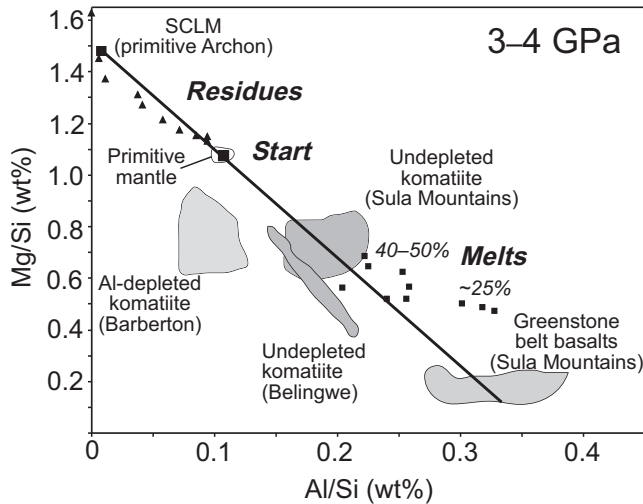 3–4 GPa
SCLM
(primitive Archon)
Residues
Primitive
mantle
Start
Undepleted
komatiite
(Sula Mountains)
40–50%
Melts
~25%
Al-depleted
komatiite
(Barberton)
Undepleted
komatiite
(Belingwe)
Greenstone
belt basalts
(Sula Mountains)
Mg/Si (wt%)
1.6
1.4
1.2
1.0
0.8
0.6
0.4
0.2
0
0.1
0.2
0.3
0.4
Al/Si (wt%)